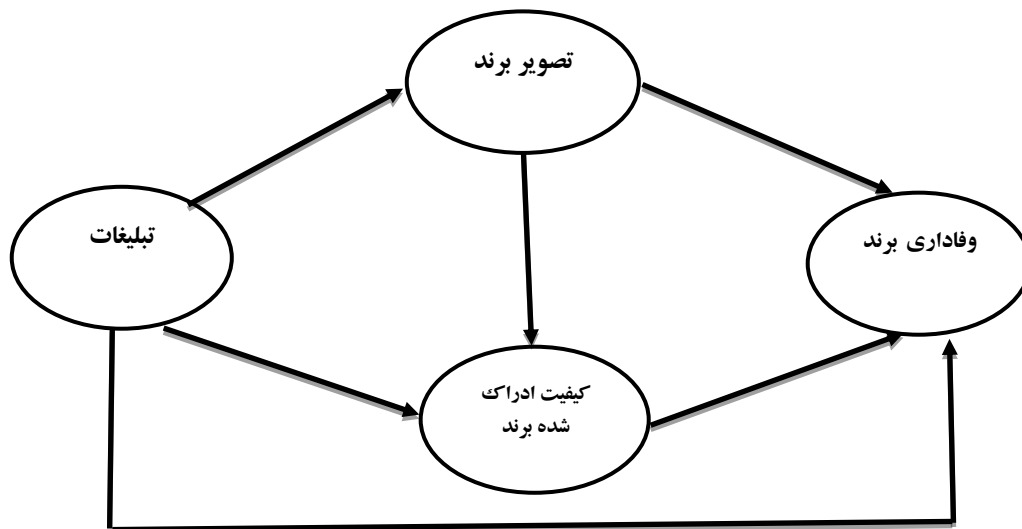 تصویر برند
تبلیغات
وفاداری برند
کیفیت ادراک
شده برند